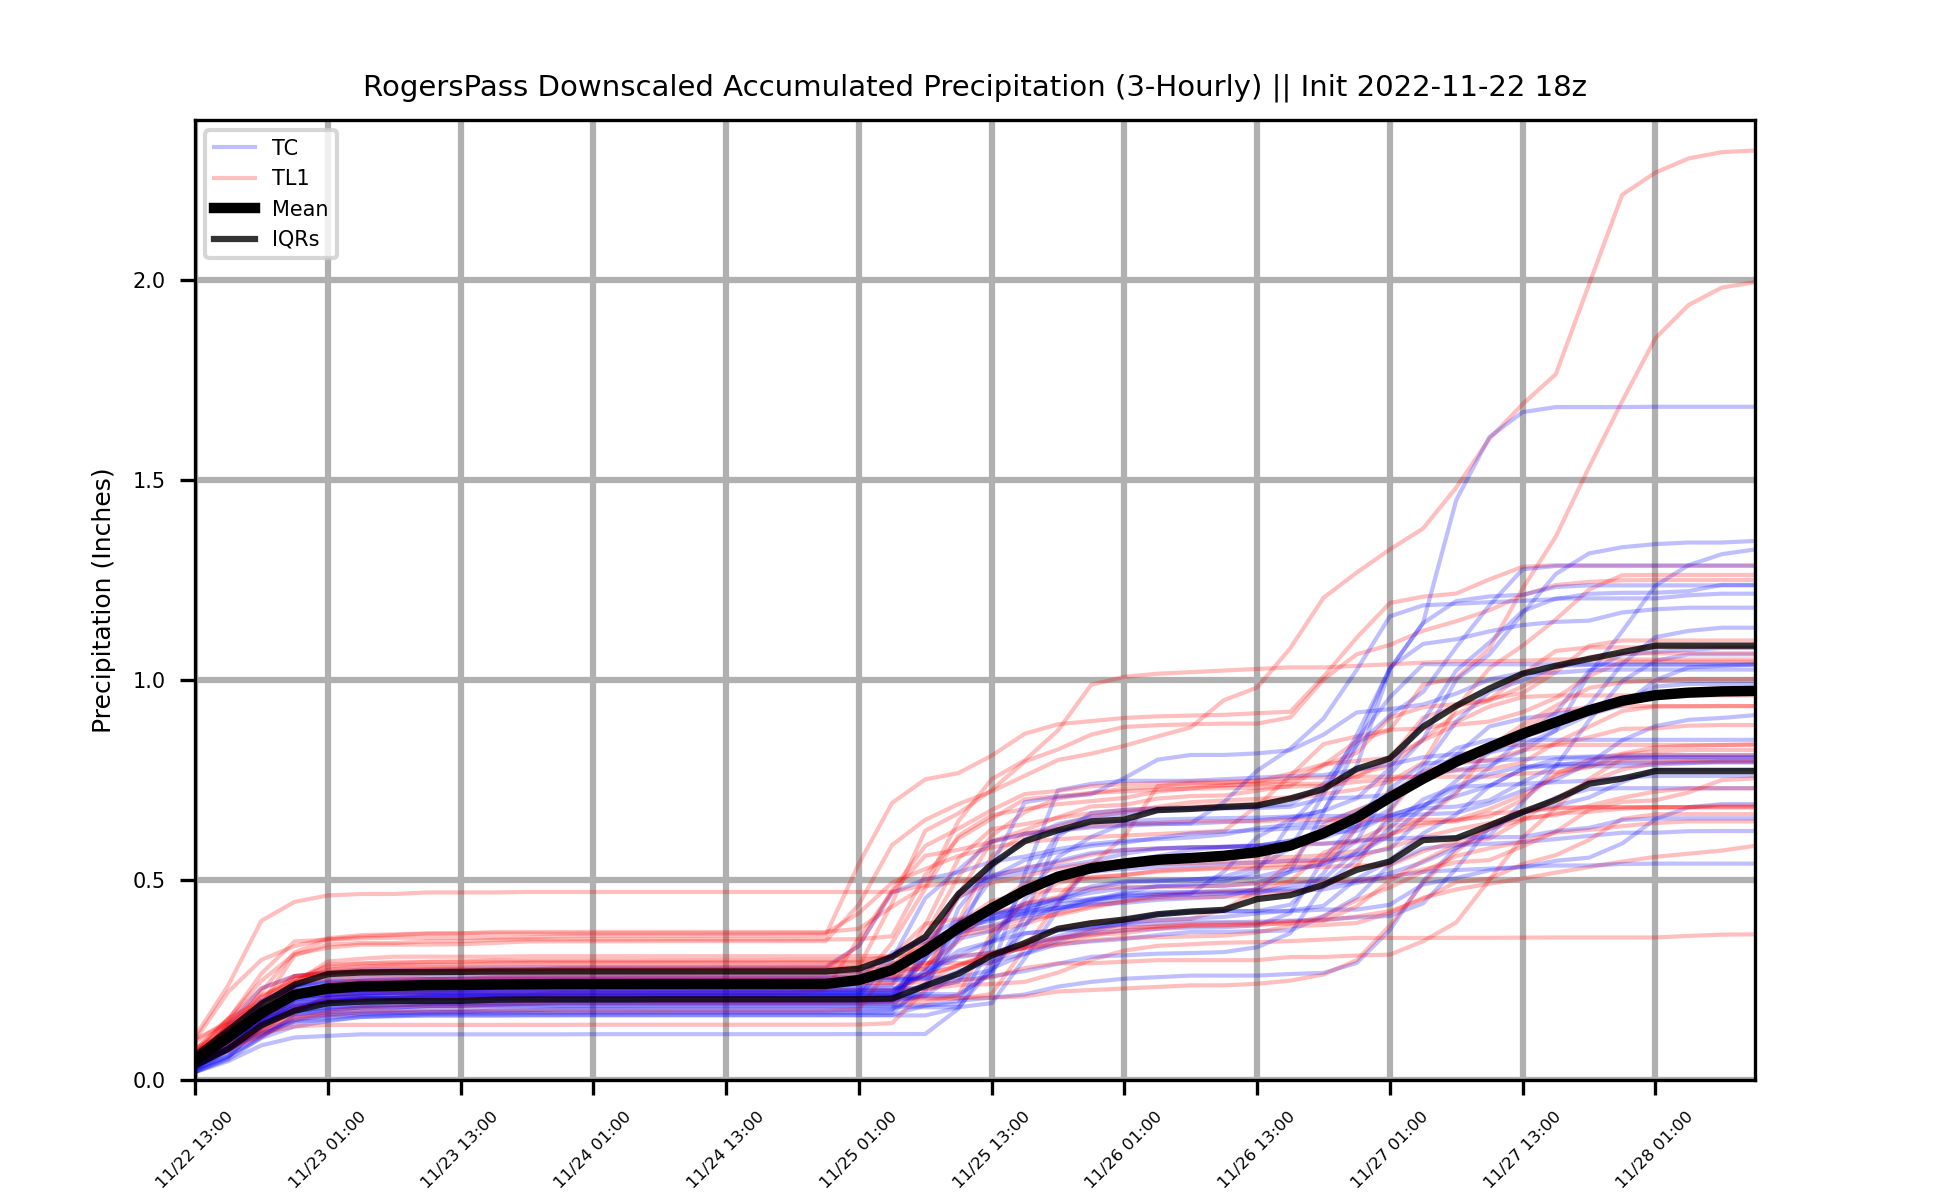 RogersPass Downscaled Accumulated Precipitation (3-Hourly) || Init 2022-11-22 18z
TC
TL1
Mean
IQRs
Precipitation (Inches)
2.0
1.5
1.0
0.5
0.0
11/22 13:00
11/23 01:00
11/23 13:00
11/24 01:00
11/24 13:00
11/25 01:00
11/25 13:00
11/26 01:00
11/26 13:00
11/27 01:00
11/27 13:00
11/28 01:00